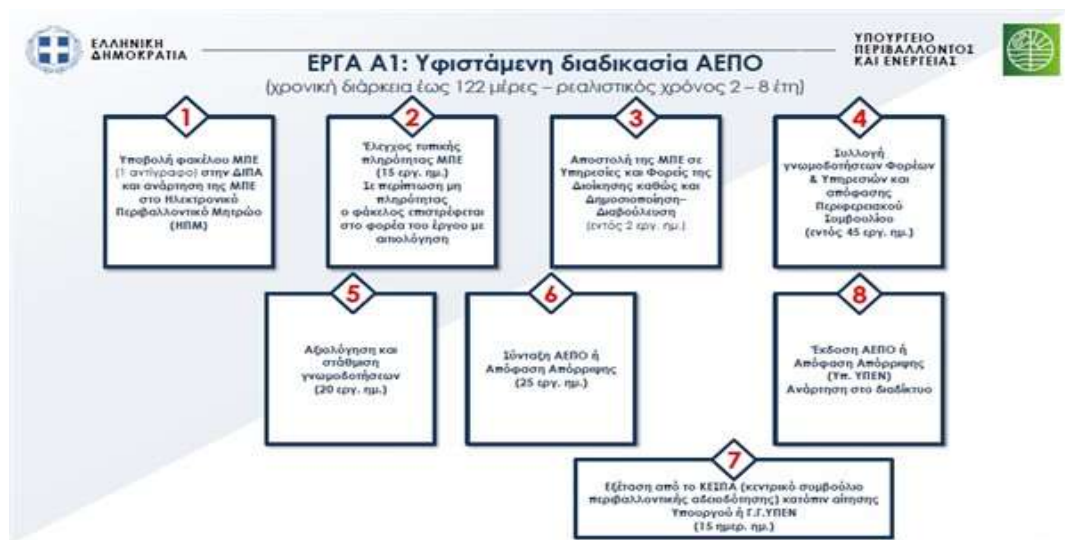 ΕΛΛΗΝΙΚΗ
ΔΗΜΟΚΡΑΤΙΑ
ΥΠΟΥΡΓΕΙΟ
ΠΕΡΙΒΑΛΛΟΝΤΟΣ
ΚΑΙ ΕΝΕΡΓΕΙΑΣ
ΕΡΓΑ Α1: Υφιστάμενη διαδικασία ΑΕΠΟ
(χρονική διάρκεια έως 122 μέρες – ρεαλιστικός χρόνος 2 – 8 έτη)
1
Υποβολή φακέλου ΜΠΕ
(1 αντίγραφο) στην ΔΙΠΑ
και ανάρτηση της ΜΠΕ
στο Ηλεκτρονικό
Περιβαλλοντικό Μητρώο
(ΗΠΜ)
2
Έλεγχος τυπικής
πληρότητας ΜΠΕ
(15 εργ. ημ.)
Σε περίπτωση μη
πληρότητας
ο φάκελος επιστρέφεται
στο φορέα του έργου με
αιτιολόγηση
3
Αποστολή της ΜΠΕ σε
Υπηρεσίες και Φορείς της
Διοίκησης καθώς και
Δημοσιοποίηση–
Διαβούλευση
(εντός 2 εργ. ημ.)
4
Συλλογή
γνωμοδοτήσεων Φορέων
& Υπηρεσιών και
απόφασης
Περιφερειακού
Συμβουλίου
(εντός 45 εργ. ημ.)
5
Αξιολόγηση και
στάθμιση
γνωμοδοτήσεων
(20 εργ. ημ.)
6
Σύνταξη ΑΕΠΟ ή
Απόφαση Απόρριψης
(25 εργ. ημ.)
8
Έκδοση ΑΕΠΟ ή
Απόφαση Απόρριψης
(Υπ. ΥΠΕΝ)
Ανάρτηση στο διαδίκτυο
7
Εξέταση από το ΚΕΣΠΑ (κεντρικό συμβούλιο
περιβαλλοντικής αδειοδότησης) κατόπιν αίτησης
Υπουργού ή Γ.Γ.ΥΠΕΝ
(15 ημερ. ημ.)